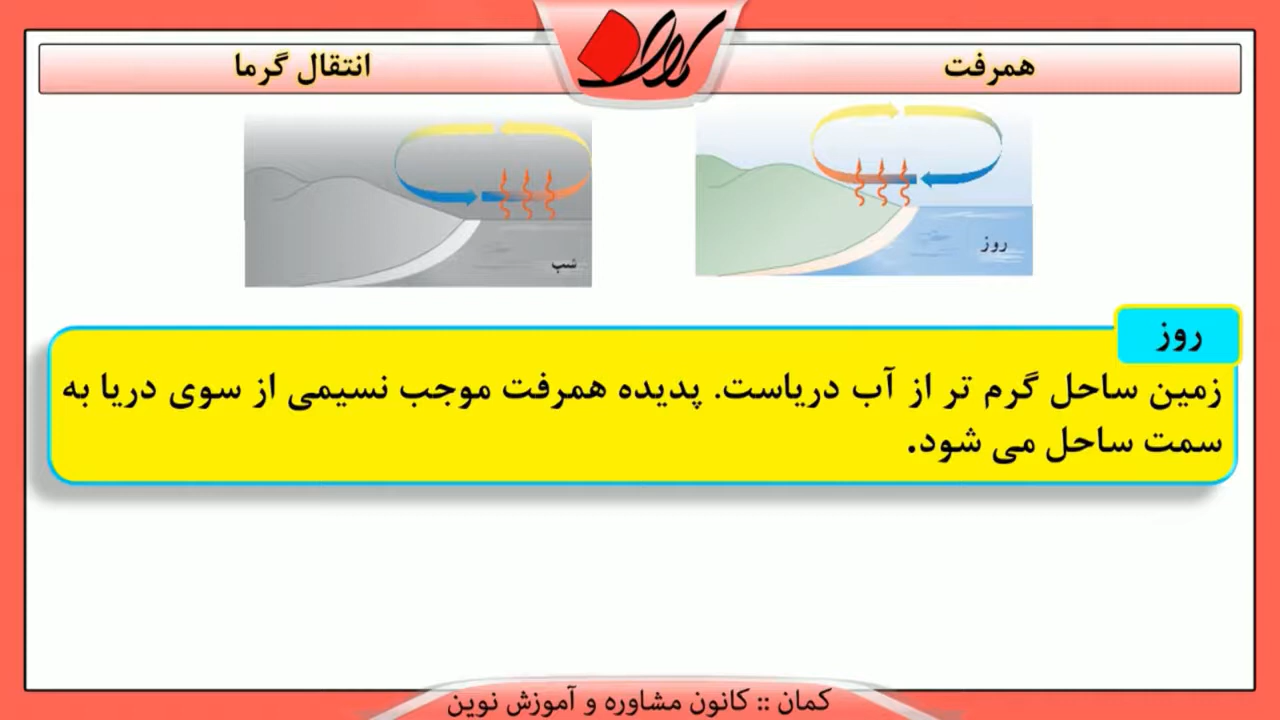 همرفت
انتقال گرما
کمان
روز
شب
روز
زمین ساحل گرم تر از آب دریاست. پدیده همرفت موجب نسیمی از سوی دریا به
سمت ساحل می شود.
کمان :: کانون مشاوره و آموزش نوین